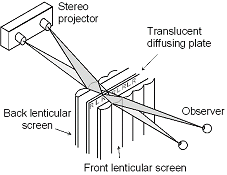 Stereo
projector
Translucent
diffusing plate
Observer
Back lenticular
screen
Front lenticular screen